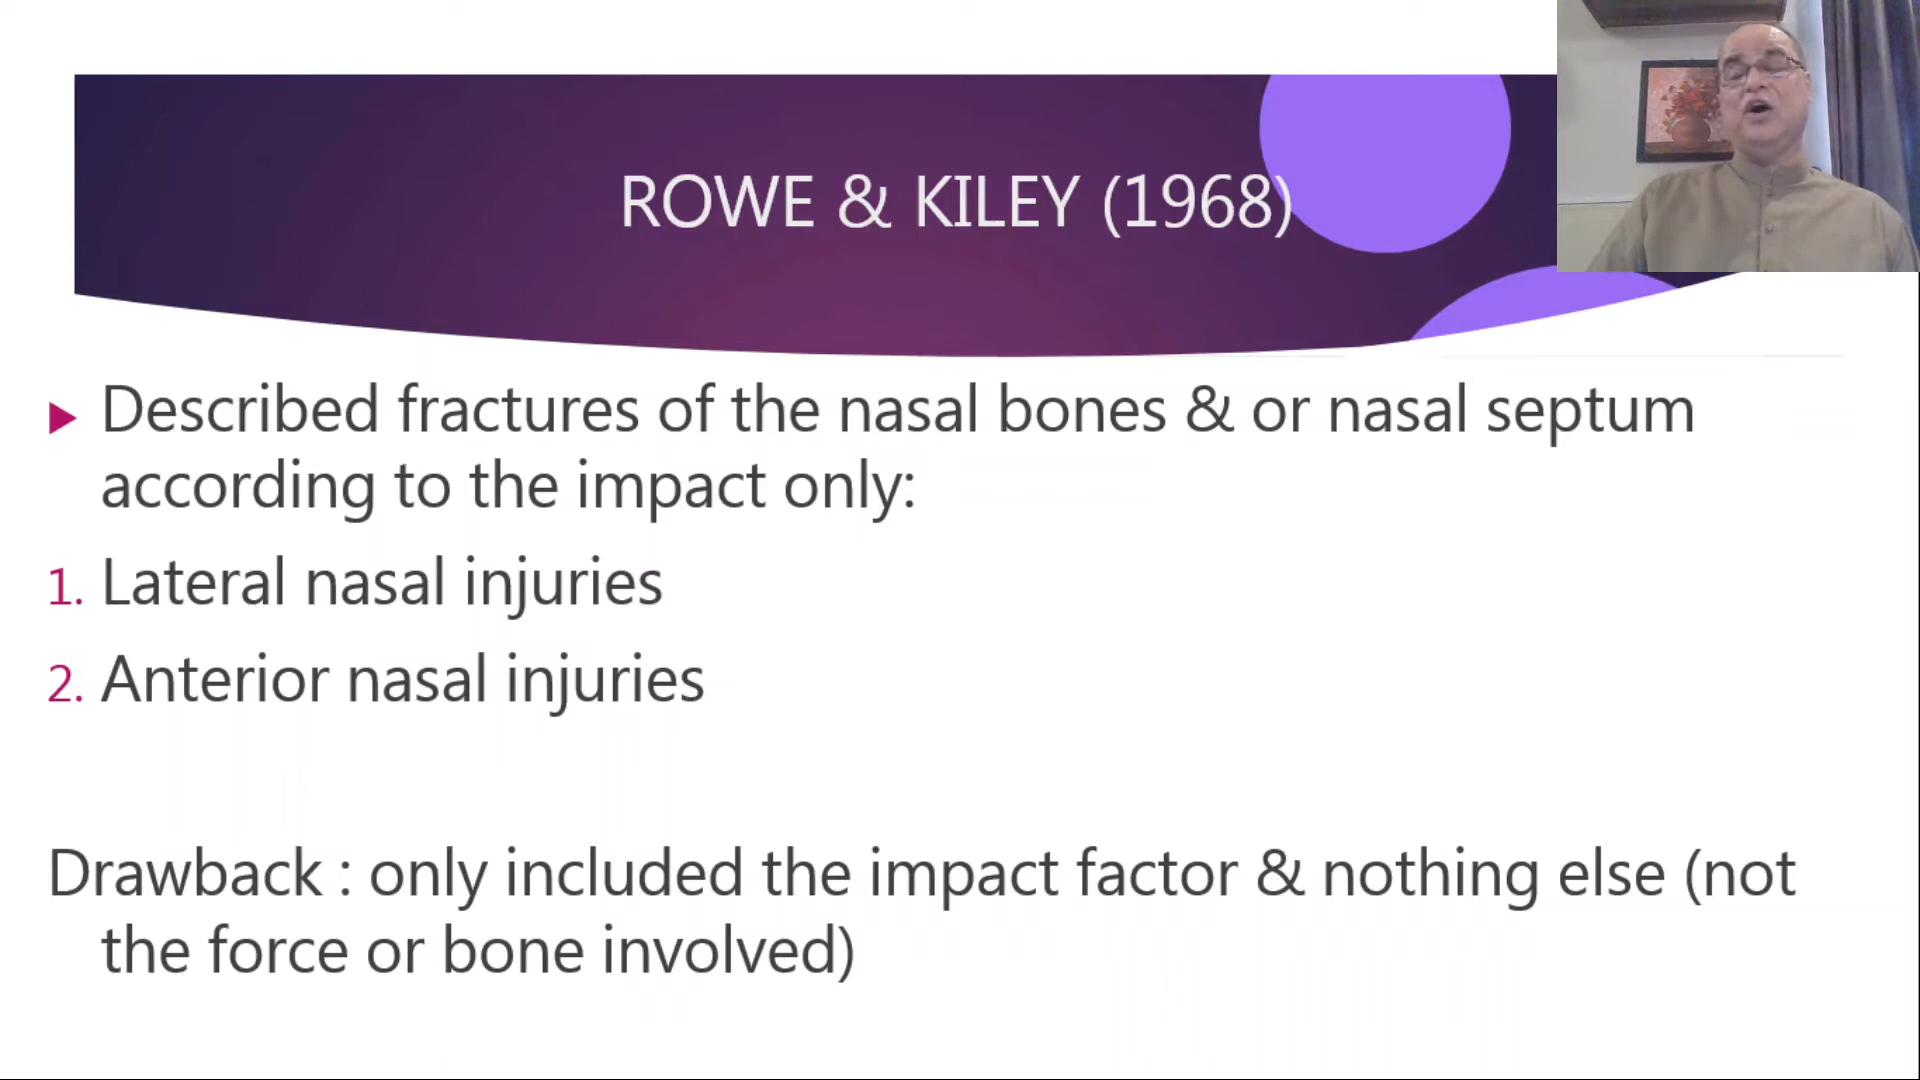 ROWE & KILEY (1968)
Described fractures of the nasal bones & or nasal septum
according to the impact only:
1. Lateral nasal injuries
2. Anterior nasal injuries
Drawback : only included the impact factor & nothing else (not
the force or bone involved)